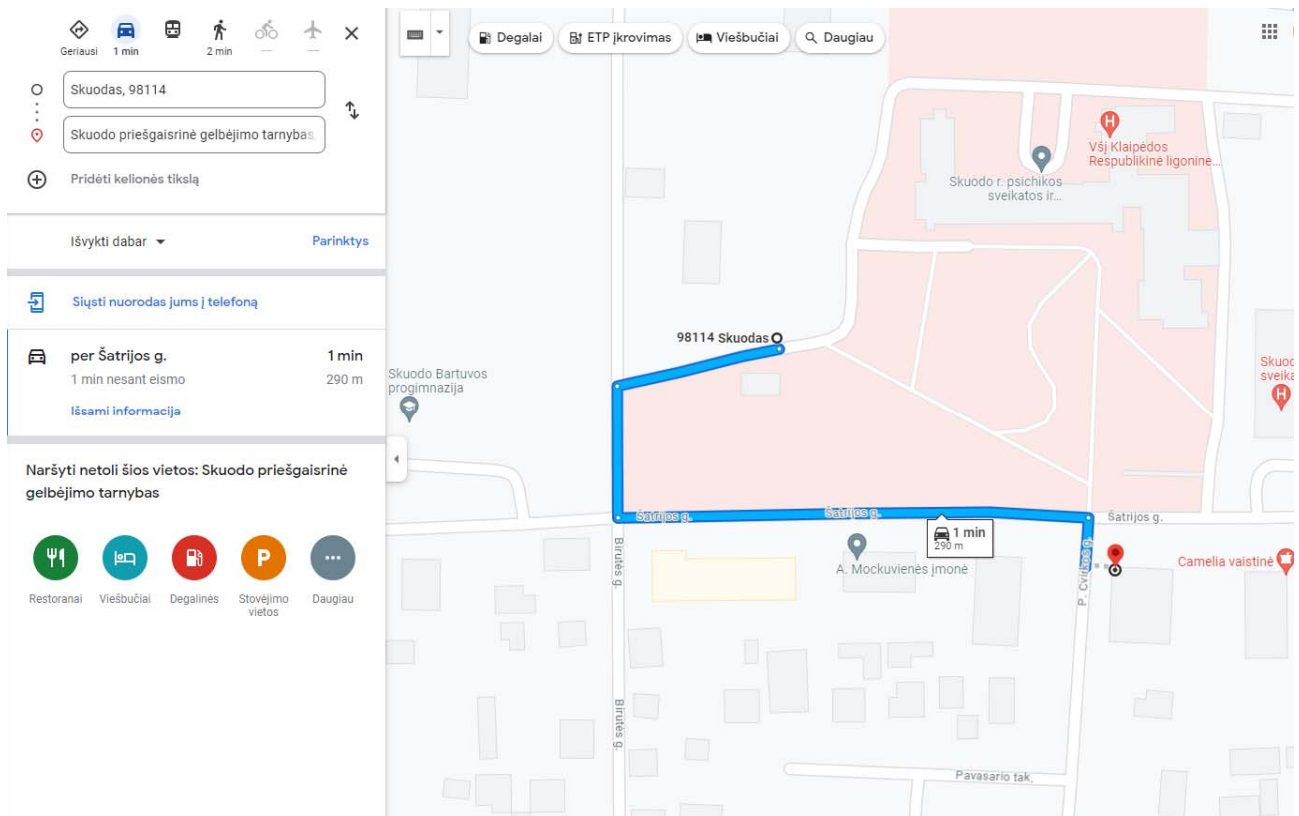 Geriausi
1 min
2 min
—
—
Degalai
ETP įkrovimas
Viešbučiai
Daugiau
Skuodas, 98114
Skuodo priešgaisrinė gelbėjimo tarnybas,
Pridėti kelionės tikslą
Išvykti dabar
Parinktys
Siųsti nuorodas jums į telefoną
per Šatrijos g.
1 min
1 min nesant eismo
290 m
Išsami informacija
Naršyti netoli šios vietos: Skuodo priešgaisrinė
gelbėjimo tarnybas
P
Restoranai
Viešbučiai
Degalinės
Stovėjimo
vietos
Daugiau
H
VšĮ Klaipėdos
Respublikinė ligoninė...
Skuodo r. psichikos
sveikatos ir...
98114 Skuodas
Skuodo Bartuvos
progimnazija
Skuod
sveika
H
Šatrijos g.
Šatrijos g.
Šatrijos g.
1 min
290 m
A. Mockuvienės įmonė
Camelia vaistinė
Birutės g.
P. Cvirkos g.
Birutės g.
Pavasario tak.